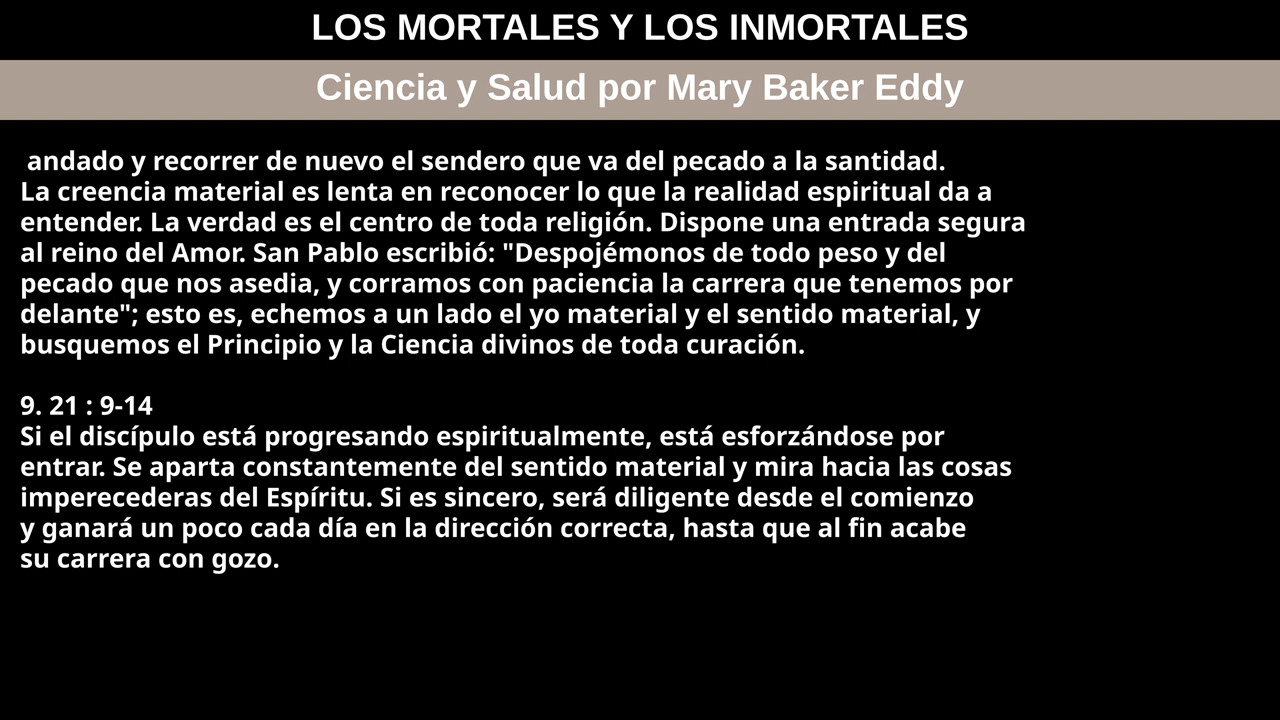 LOS MORTALES Y LOS INMORTALES
Ciencia y Salud por Mary Baker Eddy
andado y recorrer de nuevo el sendero que va del pecado a la santidad.
La creencia material es lenta en reconocer lo que la realidad espiritual da a
entender. La verdad es el centro de toda religión. Dispone una entrada segura
al reino del Amor. San Pablo escribió: "Despojémonos de todo peso y del
pecado que nos asedia, y corramos con paciencia la carrera que tenemos por
delante"; esto es, echemos a un lado el yo material y el sentido material, y
busquemos el Principio y la Ciencia divinos de toda curación.
9. 21 : 9-14
Si el discípulo está progresando espiritualmente, está esforzándose por
entrar. Se aparta constantemente del sentido material y mira hacia las cosas
imperecederas del Espíritu. Si es sincero, será diligente desde el comienzo
y ganará un poco cada día en la dirección correcta, hasta que al fin acabe
su carrera con gozo.